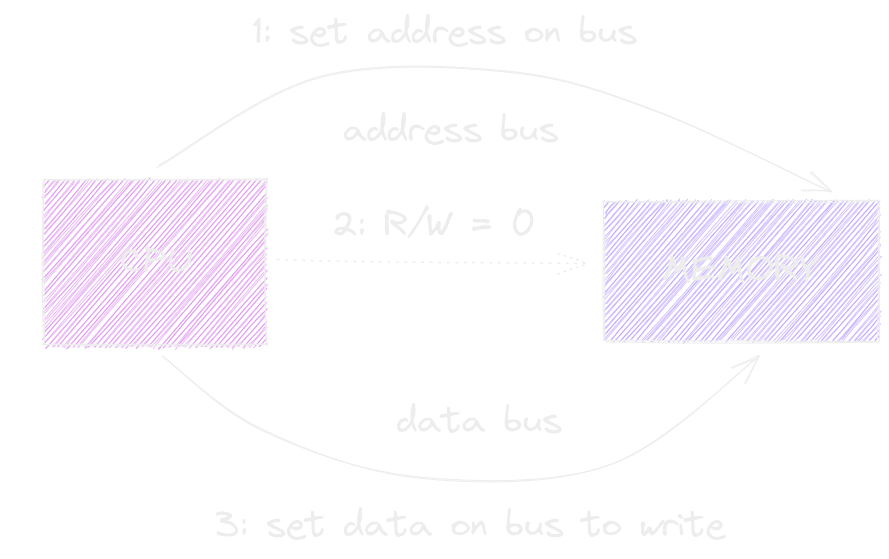 1: set address on bus
address bus
2: R/W = 0
CPU
MEMORY
data bus
3: set data on bus to write